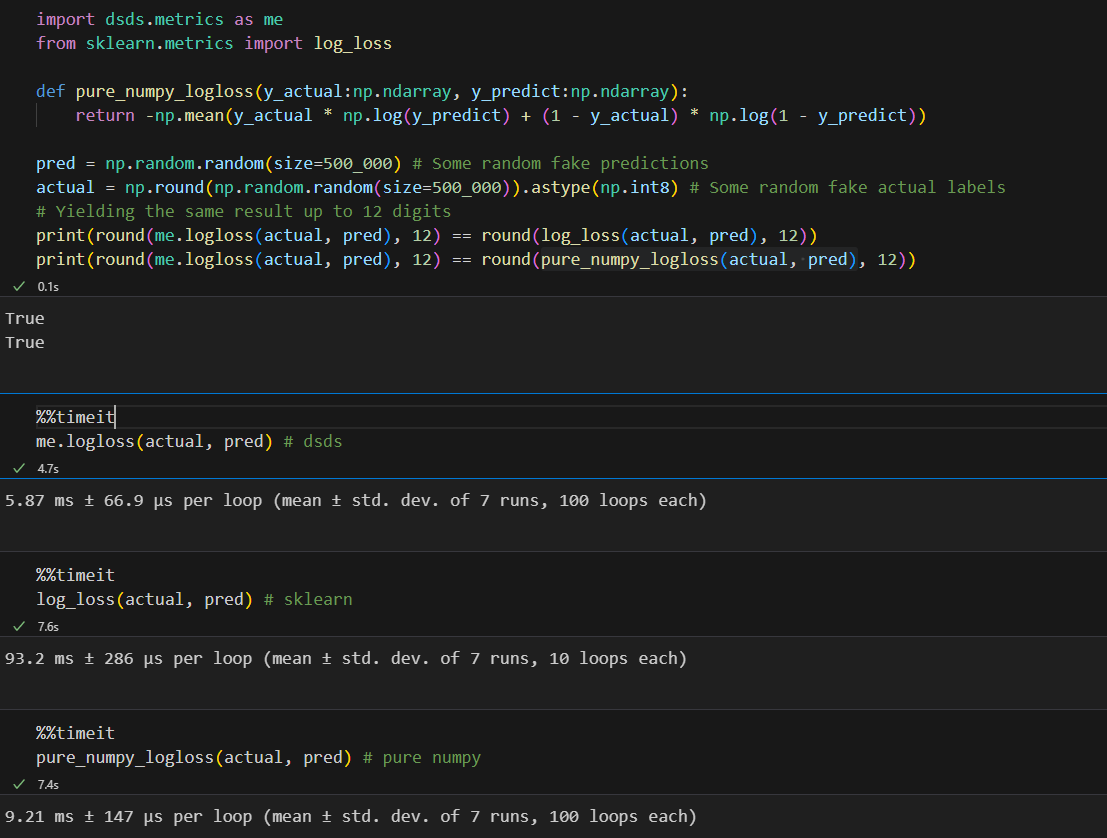 import dsds.metrics as me
from sklearn.metrics import log_loss
def pure_numpy_logloss(y_actual:np.ndarray, y_predict:np.ndarray):
return -np.mean(y_actual * np.log(y_predict) + (1 - y_actual) * np.log(1 - y_predict))
pred = np.random.random(size=500_000) # Some random fake predictions
actual = np.round(np.random.random(size=500_000)).astype(np.int8) # Some random fake actual labels
# Yielding the same result up to 12 digits
print(round(me.logloss(actual, pred), 12) == round(log_loss(actual, pred), 12))
print(round(me.logloss(actual, pred), 12) == round(pure_numpy_logloss(actual, pred), 12))
✓ 0.1s
True
True
%%timeit
me.logloss(actual, pred) # dsds
✓ 4.7s
5.87 ms ± 66.9 µs per loop (mean ± std. dev. of 7 runs, 100 loops each)
%%timeit
log_loss(actual, pred) # sklearn
✓ 7.6s
93.2 ms ± 286 µs per loop (mean ± std. dev. of 7 runs, 10 loops each)
%%timeit
pure_numpy_logloss(actual, pred) # pure numpy
✓ 7.4s
9.21 ms ± 147 µs per loop (mean ± std. dev. of 7 runs, 100 loops each)